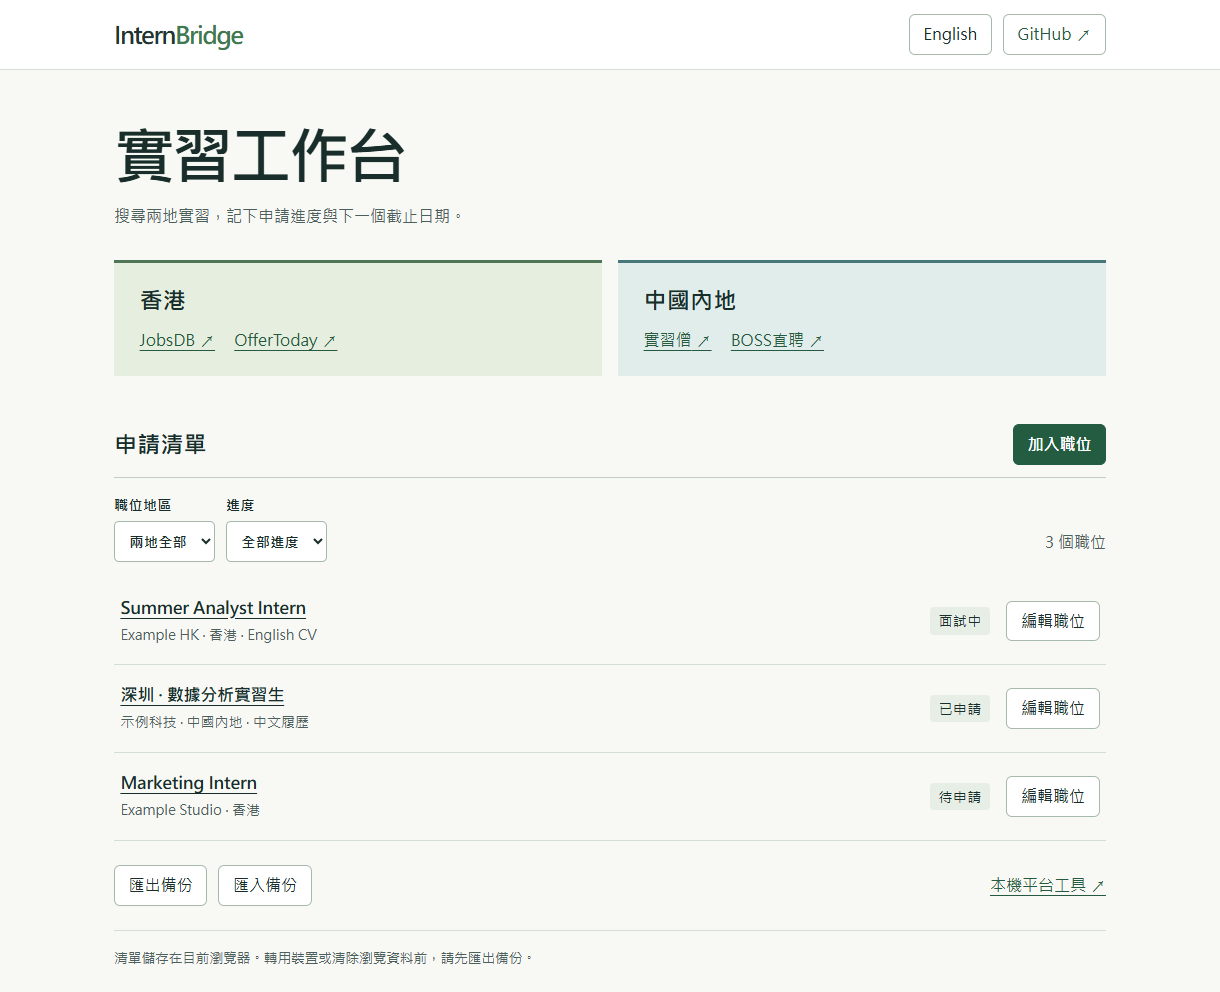 InternBridge
English
GitHub ↗
實習工作台
搜尋兩地實習，記下申請進度與下一個截止日期。
香港
JobsDB ↗ OfferToday ↗
中國內地
實習僧 ↗ BOSS直聘 ↗
申請清單
加入職位
職位地區 進度
兩地全部 全部進度
3 個職位
Summer Analyst Intern
Example HK · 香港 · English CV
面試中 編輯職位
深圳 · 數據分析實習生
示例科技 · 中國內地 · 中文履歷
已申請 編輯職位
Marketing Intern
Example Studio · 香港
待申請 編輯職位
匯出備份 匯入備份
本機平台工具 ↗
清單儲存在目前瀏覽器。轉用裝置或清除瀏覽資料前，請先匯出備份。